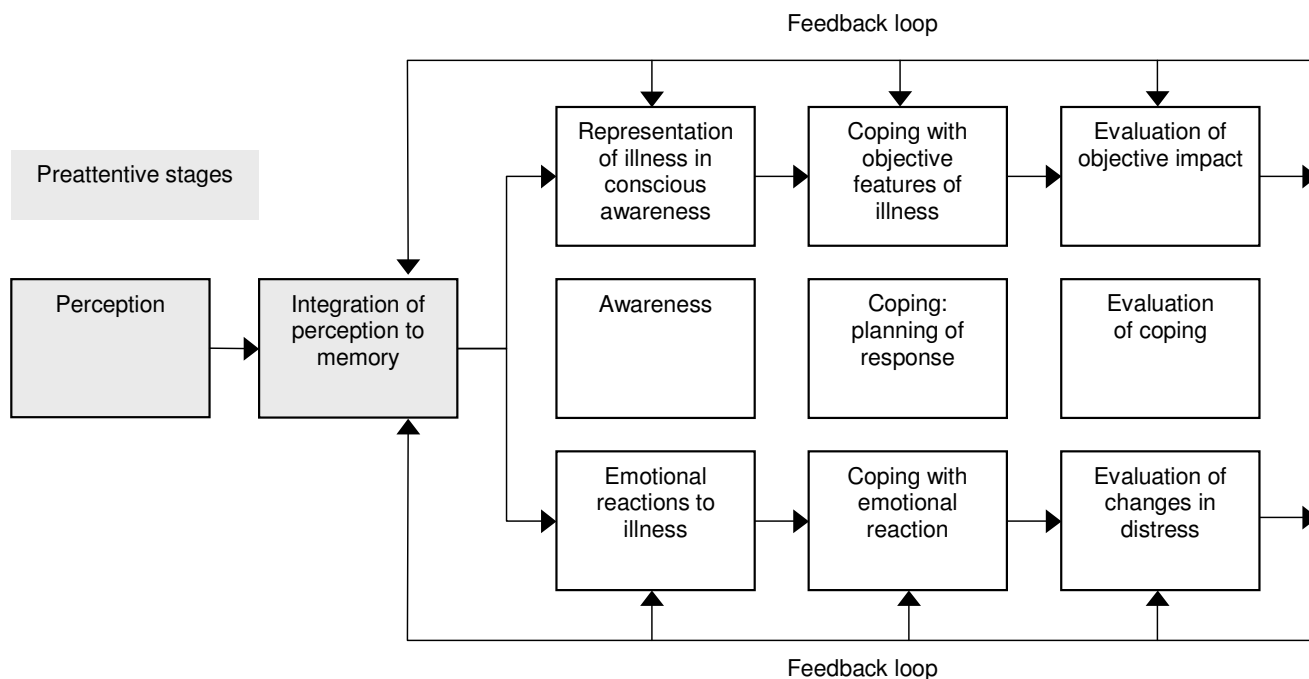 Feedback loop
Preattentive stages
Representation
of illness in
conscious
awareness
Coping with
objective
features of
illness
Evaluation of
objective impact
Perception
Integration of
perception to
memory
Awareness
Coping:
planning of
response
Evaluation
of coping
Emotional
reactions to
illness
Coping with
emotional
reaction
Evaluation of
changes in
distress
Feedback loop